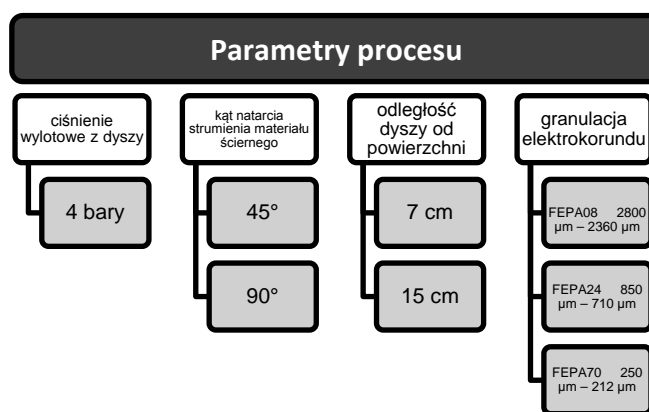 Parametry procesu
ciśnienie
wylotowe z dyszy
4 bary
kąt natarcia
strumienia materiału
ściernego
45°
90°
odległość
dyszy od
powierzchni
7 cm
15 cm
granulacja
elektrokorundu
FEPA08 2800
µm – 2360 µm
FEPA24 850
µm – 710 µm
FEPA70 250
µm – 212 µm